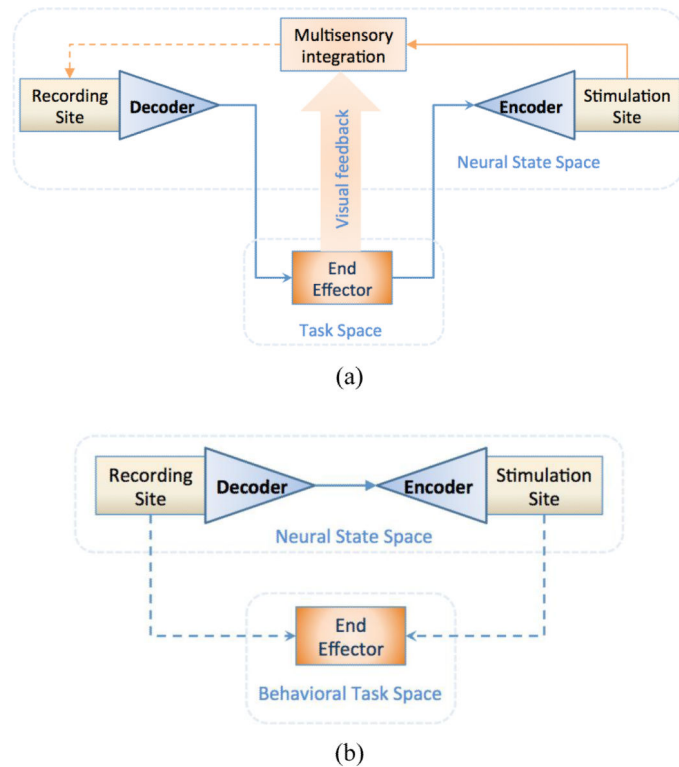 Multisensory
integration
Recording
Site
Decoder
Encoder
Stimulation
Site
Visual feedback
Neural State Space
End
Effector
Task Space
(a)
Recording
Site
Decoder
Encoder
Stimulation
Site
Neural State Space
End
Effector
Behavioral Task Space
(b)